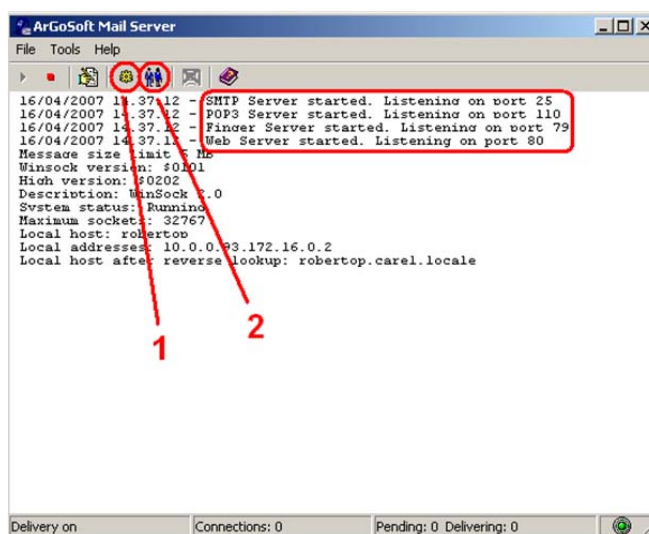 ArGoSoft Mail Server
File Tools Help
16/04/2007 14.37.12 - SMTP Server started. Listening on port 25
16/04/2007 14.37.12 - POP3 Server started. Listening on port 110
16/04/2007 14.37.12 - Finger Server started. Listening on port 79
16/04/2007 14.37.12 - Web Server started. Listening on port 80
Message size limit 5 MB
Winsock version: $0101
High version: $0202
Description: WinSock 2.0
System status: Running
Maximum sockets: 32767
Local host: robertop
Local addresses: 10.0.0.93,172.16.0.2
Local host after reverse lookup: robertop.carel.locale
1
2
Delivery on
Connections: 0
Pending: 0 Delivering: 0